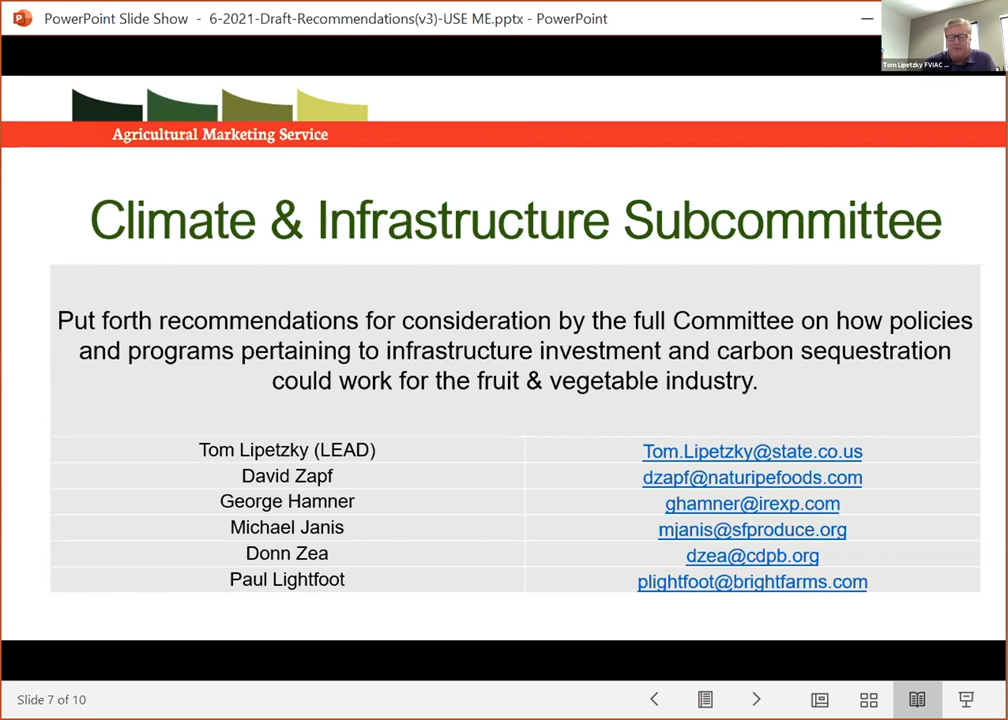 PowerPoint Slide Show - 6-2021-Draft-Recommendations(v3)-USE ME.pptx - PowerPoint
Tom Lipetzky FVIAC ...
Agricultural Marketing Service
Climate & Infrastructure Subcommittee
Put forth recommendations for consideration by the full Committee on how policies
and programs pertaining to infrastructure investment and carbon sequestration
could work for the fruit & vegetable industry.
Tom Lipetzky (LEAD) Tom.Lipetzky@state.co.us
David Zapf dzapf@naturipefoods.com
George Hamner ghamner@irexp.com
Michael Janis mjanis@sfproduce.org
Donn Zea dzea@cdpb.org
Paul Lightfoot plightfoot@brightfarms.com
Slide 7 of 10